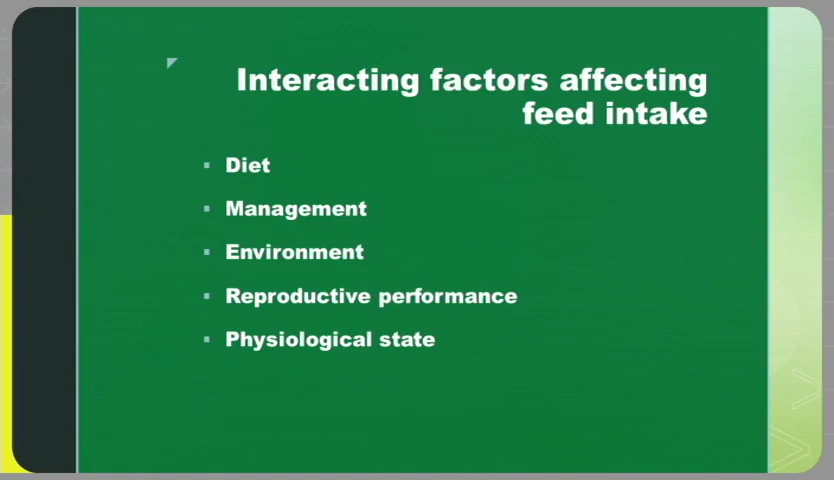 Interacting factors affecting
feed intake
Diet
Management
Environment
Reproductive performance
Physiological state